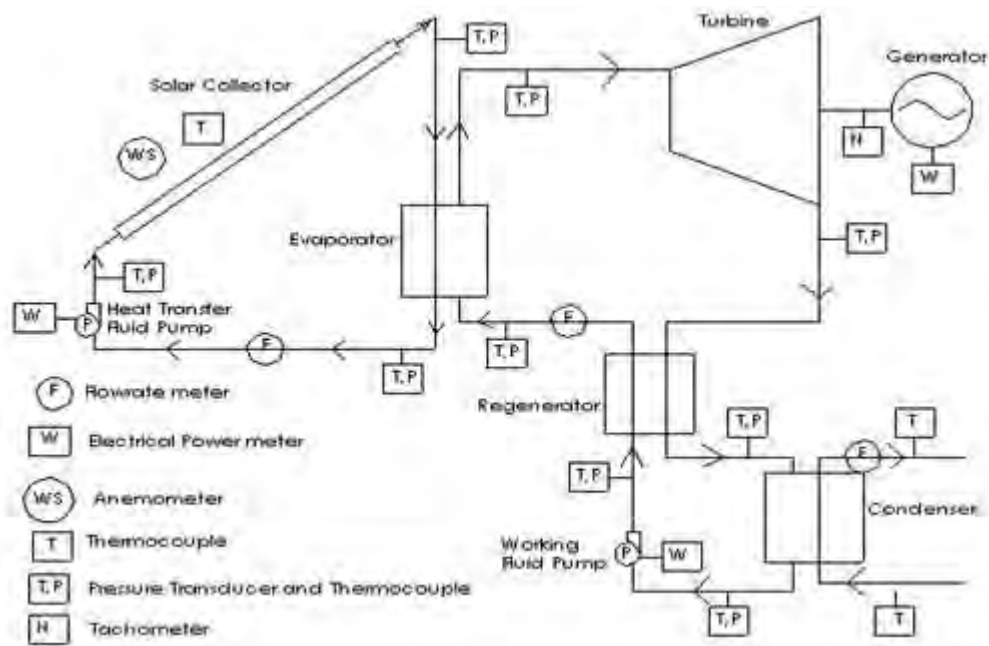 Turbine
T,P
Generator
Solar Collector
T
T,P
WS
N
W
Evaporator
T,P
T,P
W
P
Heat Transfer
Fluid Pump
F
T,P
F
T,P
Regenerator
F
Flowrate meter
W
Electrical Power meter
T,P
T
F
T,P
Condenser
WS
Anemometer
T
Thermocouple
Working
Fluid Pump
P
W
T,P
Pressure Transducer and Thermocouple
T,P
T
N
Tachometer